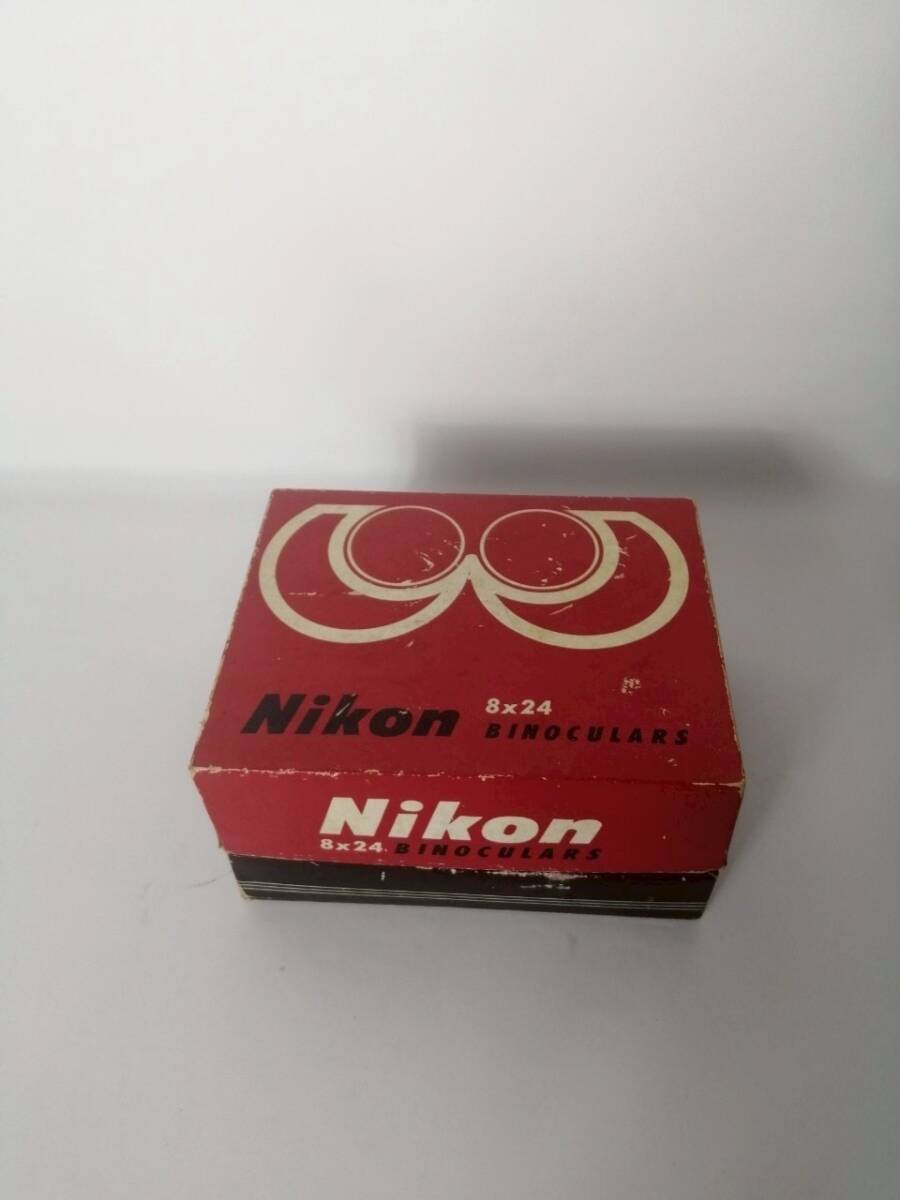 Nikon 8x24
BINOCULARS
Nikon
8x24 BINOCULARS